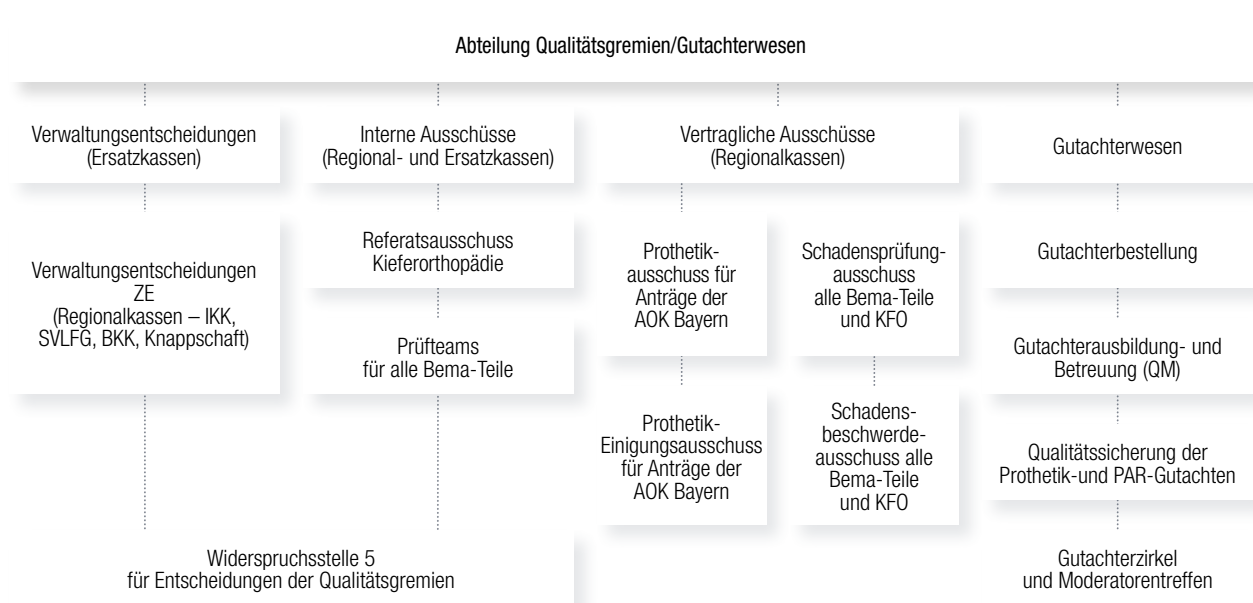 Abteilung Qualitätsgremien/Gutachterwesen
Verwaltungsentscheidungen
(Ersatzkassen)
Interne Ausschüsse
(Regional- und Ersatzkassen)
Vertragliche Ausschüsse
(Regionalkassen)
Gutachterwesen
Verwaltungsentscheidungen
ZE
(Regionalkassen – IKK,
SVLFG, BKK, Knappschaft)
Referatsausschuss
Kieferorthopädie
Prüfteams
für alle Bema-Teile
Widerspruchsstelle 5
für Entscheidungen der Qualitätsgremien
Prothetik-
ausschuss für
Anträge der
AOK Bayern
Prothetik-
Einigungsausschuss
für Anträge der
AOK Bayern
Schadensprüfung-
ausschuss
alle Bema-Teile
und KFO
Schadens-
beschwerde-
ausschuss alle
Bema-Teile
und KFO
Gutachterbestellung
Gutachterausbildung- und
Betreuung (QM)
Qualitätssicherung der
Prothetik-und PAR-Gutachten
Gutachterzirkel
und Moderatorentreffen